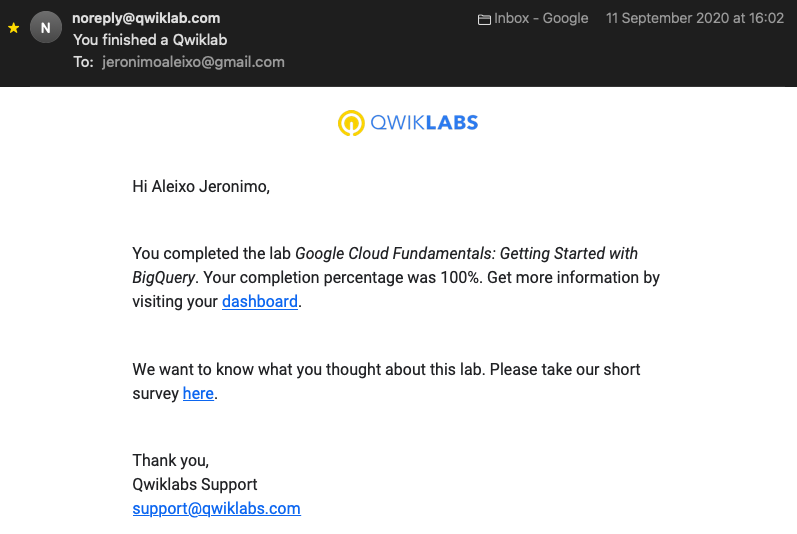 N
noreply@qwiklab.com
Inbox - Google
11 September 2020 at 16:02
You finished a Qwiklab
To: jeronimoaleixo@gmail.com
QWIKLABS
Hi Aleixo Jeronimo,
You completed the lab Google Cloud Fundamentals: Getting Started with
BigQuery. Your completion percentage was 100%. Get more information by
visiting your dashboard.
We want to know what you thought about this lab. Please take our short
survey here.
Thank you,
Qwiklabs Support
support@qwiklabs.com